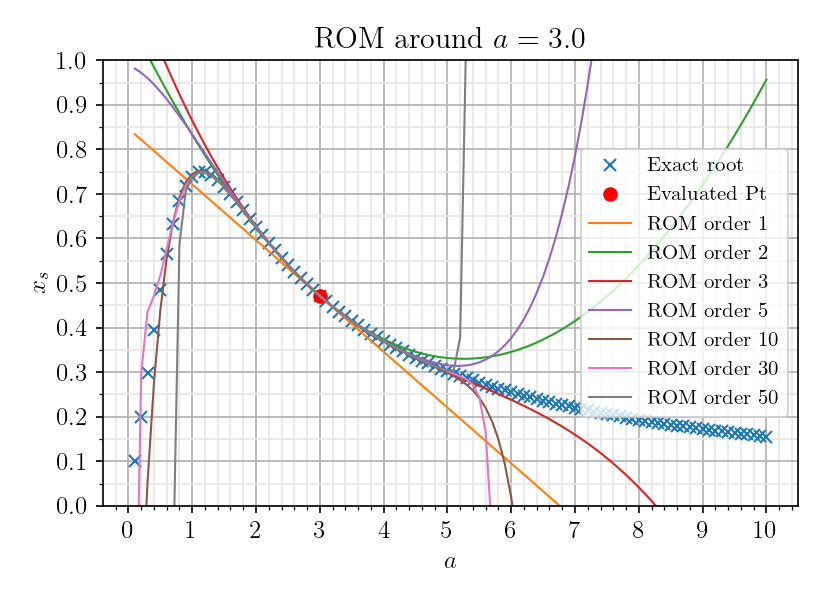 ROM around a = 3.0
1.0
0.9
0.8
0.7
0.6
0.5
0.4
0.3
0.2
0.1
0.0
x_s
Exact root
Evaluated Pt
ROM order 1
ROM order 2
ROM order 3
ROM order 5
ROM order 10
ROM order 30
ROM order 50
0 1 2 3 4 5 6 7 8 9 10
a